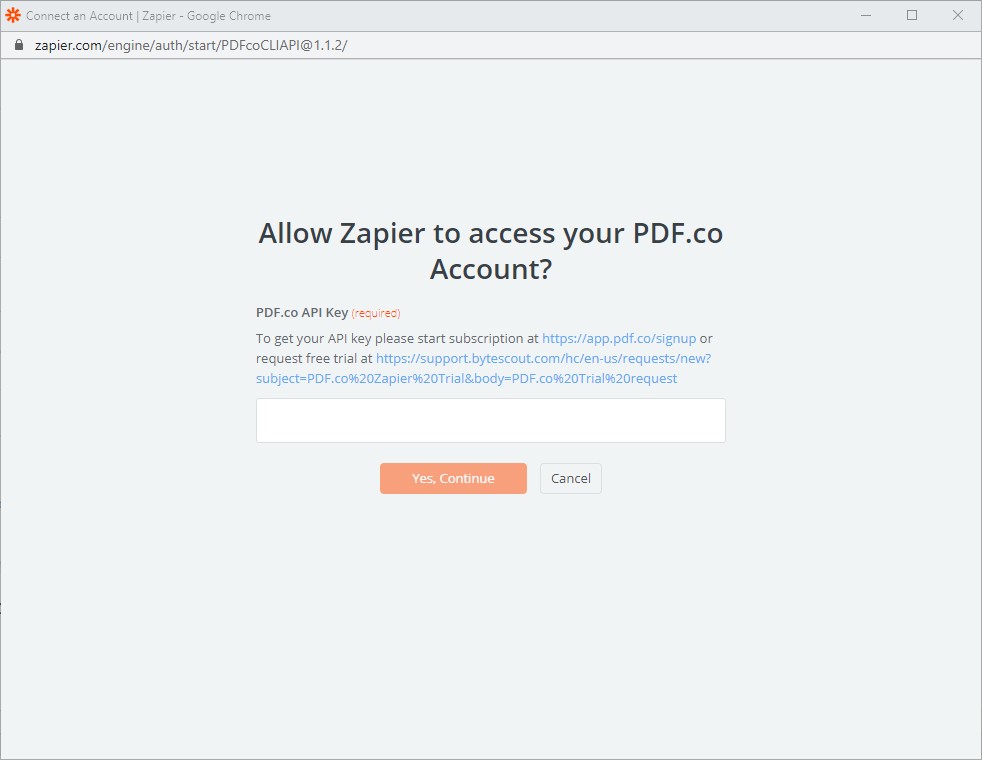 Connect an Account | Zapier - Google Chrome
zapier.com/engine/auth/start/PDFcoCLIAPI@1.1.2/
Allow Zapier to access your PDF.co
Account?
PDF.co API Key (required)
To get your API key please start subscription at https://app.pdf.co/signup or
request free trial at https://support.bytescout.com/hc/en-us/requests/new?
subject=PDF.co%20Zapier%20Trial&body=PDF.co%20Trial%20request
Yes, Continue
Cancel